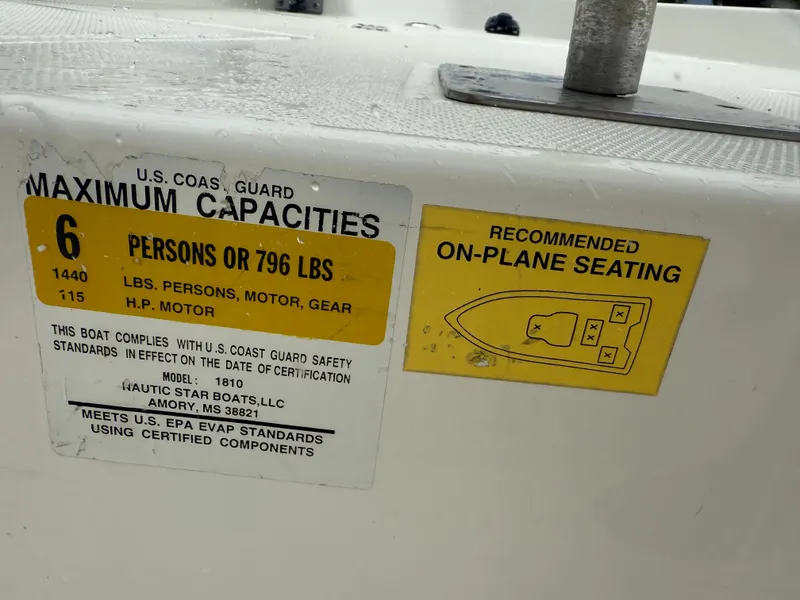 U.S. COAS GUARD
MAXIMUM CAPACITIES
6 PERSONS OR 796 LBS
1440 LBS. PERSONS, MOTOR, GEAR
115 H.P. MOTOR
THIS BOAT COMPLIES WITH U.S. COAST GUARD SAFETY
STANDARDS IN EFFECT ON THE DATE OF CERTIFICATION
MODEL: 1810
NAUTIC STAR BOATS,LLC
AMORY, MS 38821
MEETS U.S. EPA EVAP STANDARDS
USING CERTIFIED COMPONENTS
RECOMMENDED
ON-PLANE SEATING